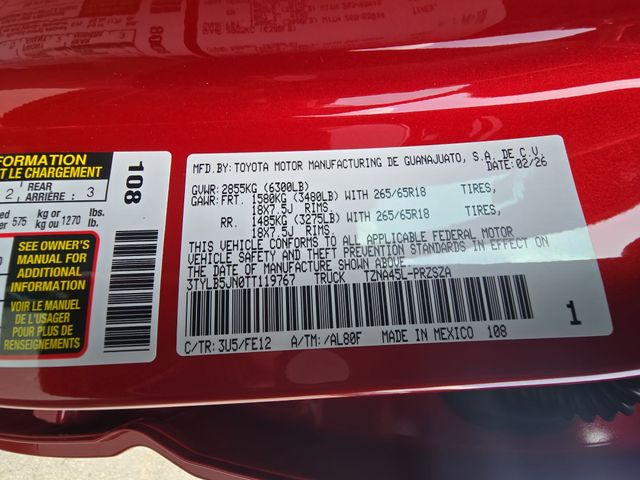 NFORMATION
T LE CHARGEMENT
2 REAR ARRIÈRE : 3
575 kg or kg ou 1270 lbs. lb.
SEE OWNER'S
MANUAL FOR
ADDITIONAL
INFORMATION
VOIR LE MANUEL
DE L'USAGER
POUR PLUS DE
RENSEIGNEMENTS
108
MFD.BY: TOYOTA MOTOR MANUFACTURING DE GUANAJUATO, S.A. DE C.V.
DATE: 02/26
GVWR: 2855KG (6300LB)
GAWR: FRT. 1580KG (3480LB) WITH 265/65R18 TIRES,
18X7.5J RIMS
RR. 1485KG (3275LB) WITH 265/65R18 TIRES,
18X7.5J RIMS.
THIS VEHICLE CONFORMS TO ALL APPLICABLE FEDERAL MOTOR
VEHICLE SAFETY AND THEFT PREVENTION STANDARDS IN EFFECT ON
THE DATE OF MANUFACTURE SHOWN ABOVE.
3TYLB5JN0TT119767 TRUCK TZNA45L-PRZSZA
1
C/TR: 3U5/FE12 A/TM: /AL80F MADE IN MEXICO 108